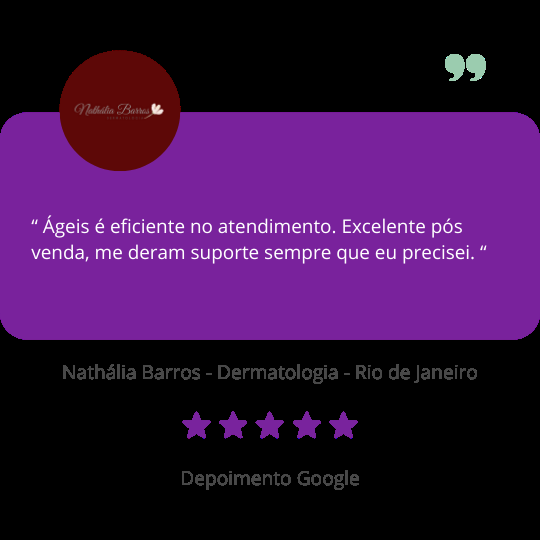 Nathália Barros
“ Ágeis é eficiente no atendimento. Excelente pós
venda, me deram suporte sempre que eu precisei. “
Nathália Barros - Dermatologia - Rio de Janeiro
Depoimento Google